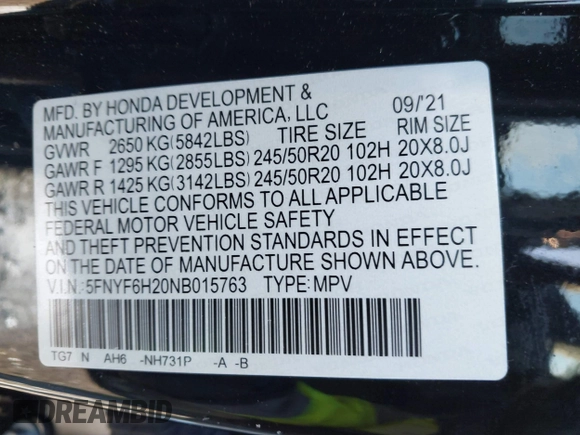 MFD. BY HONDA DEVELOPMENT & 09/'21
MANUFACTURING OF AMERICA, LLC
GVWR 2650 KG(5842LBS) TIRE SIZE RIM SIZE
GAWR F 1295 KG(2855LBS) 245/50R20 102H 20X8.0J
GAWR R 1425 KG(3142LBS) 245/50R20 102H 20X8.0J
THIS VEHICLE CONFORMS TO ALL APPLICABLE
FEDERAL MOTOR VEHICLE SAFETY
AND THEFT PREVENTION STANDARDS IN EFFECT
ON THE DATE OF MANUFACTURE SHOWN ABOVE.
V.I.N.:5FNYF6H20NB015763 TYPE:MPV
TG7 N AH6 -NH731P -A -B
DREAMBID